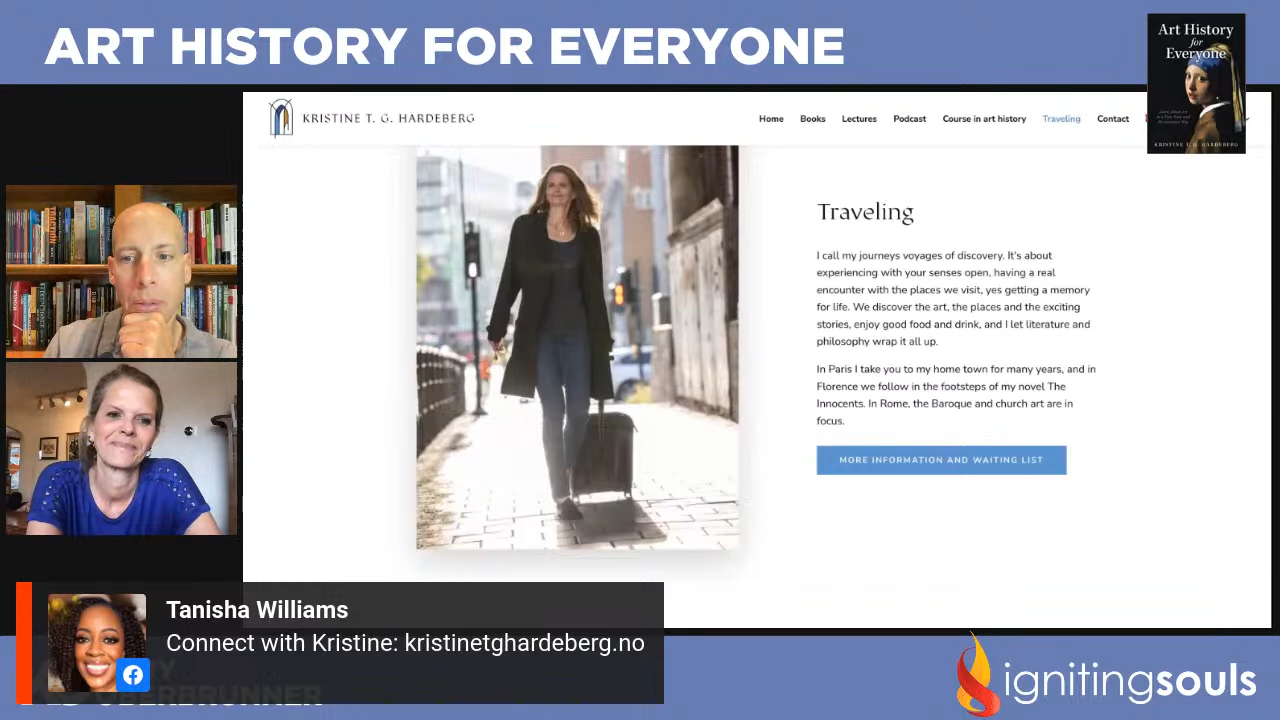 ART HISTORY FOR EVERYONE
Art History
for
Everyone
KRISTINE T. G. HARDEBERG
KRISTINE T. G. HARDEBERG
Home Books Lectures Podcast Course in art history Traveling Contact
TRACTION
Traveling
I call my journeys voyages of discovery. It's about
experiencing with your senses open, having a real
encounter with the places we visit, yes getting a memory
for life. We discover the art, the places and the exciting
stories, enjoy good food and drink, and I let literature and
philosophy wrap it all up.
In Paris I take you to my home town for many years, and in
Florence we follow in the footsteps of my novel The
Innocents. In Rome, the Baroque and church art are in
focus.
MORE INFORMATION AND WAITING LIST
Tanisha Williams
Connect with Kristine: kristinetghardeberg.no
OBERBRUNNER
ignitingsouls